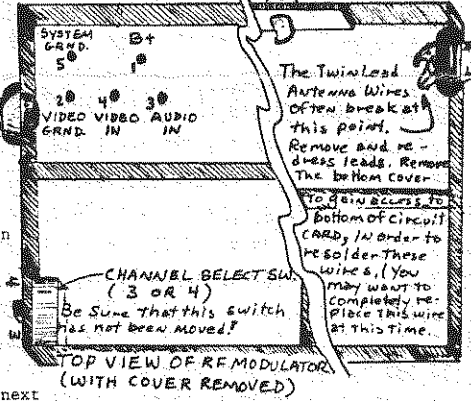 SYSTEM
GRND.
5
B+
1
2
4
3
VIDEO VIDEO AUDIO
GRND. IN IN
The Twin Lead
Antenna Wires
Often break at
this point.
Remove and re-
dress leads. Remove
The bottom cover
To gain access to
bottom of circuit
CARD, IN order to
resolder these
wires, (You
may want to
completely re-
place this wire
at this time.
CHANNEL SELECT SW.
(3 OR 4)
Be Sure that this switch
has not been moved!
4
3
n
TOP VIEW OF RF MODULATOR
(WITH COVER REMOVED)
next